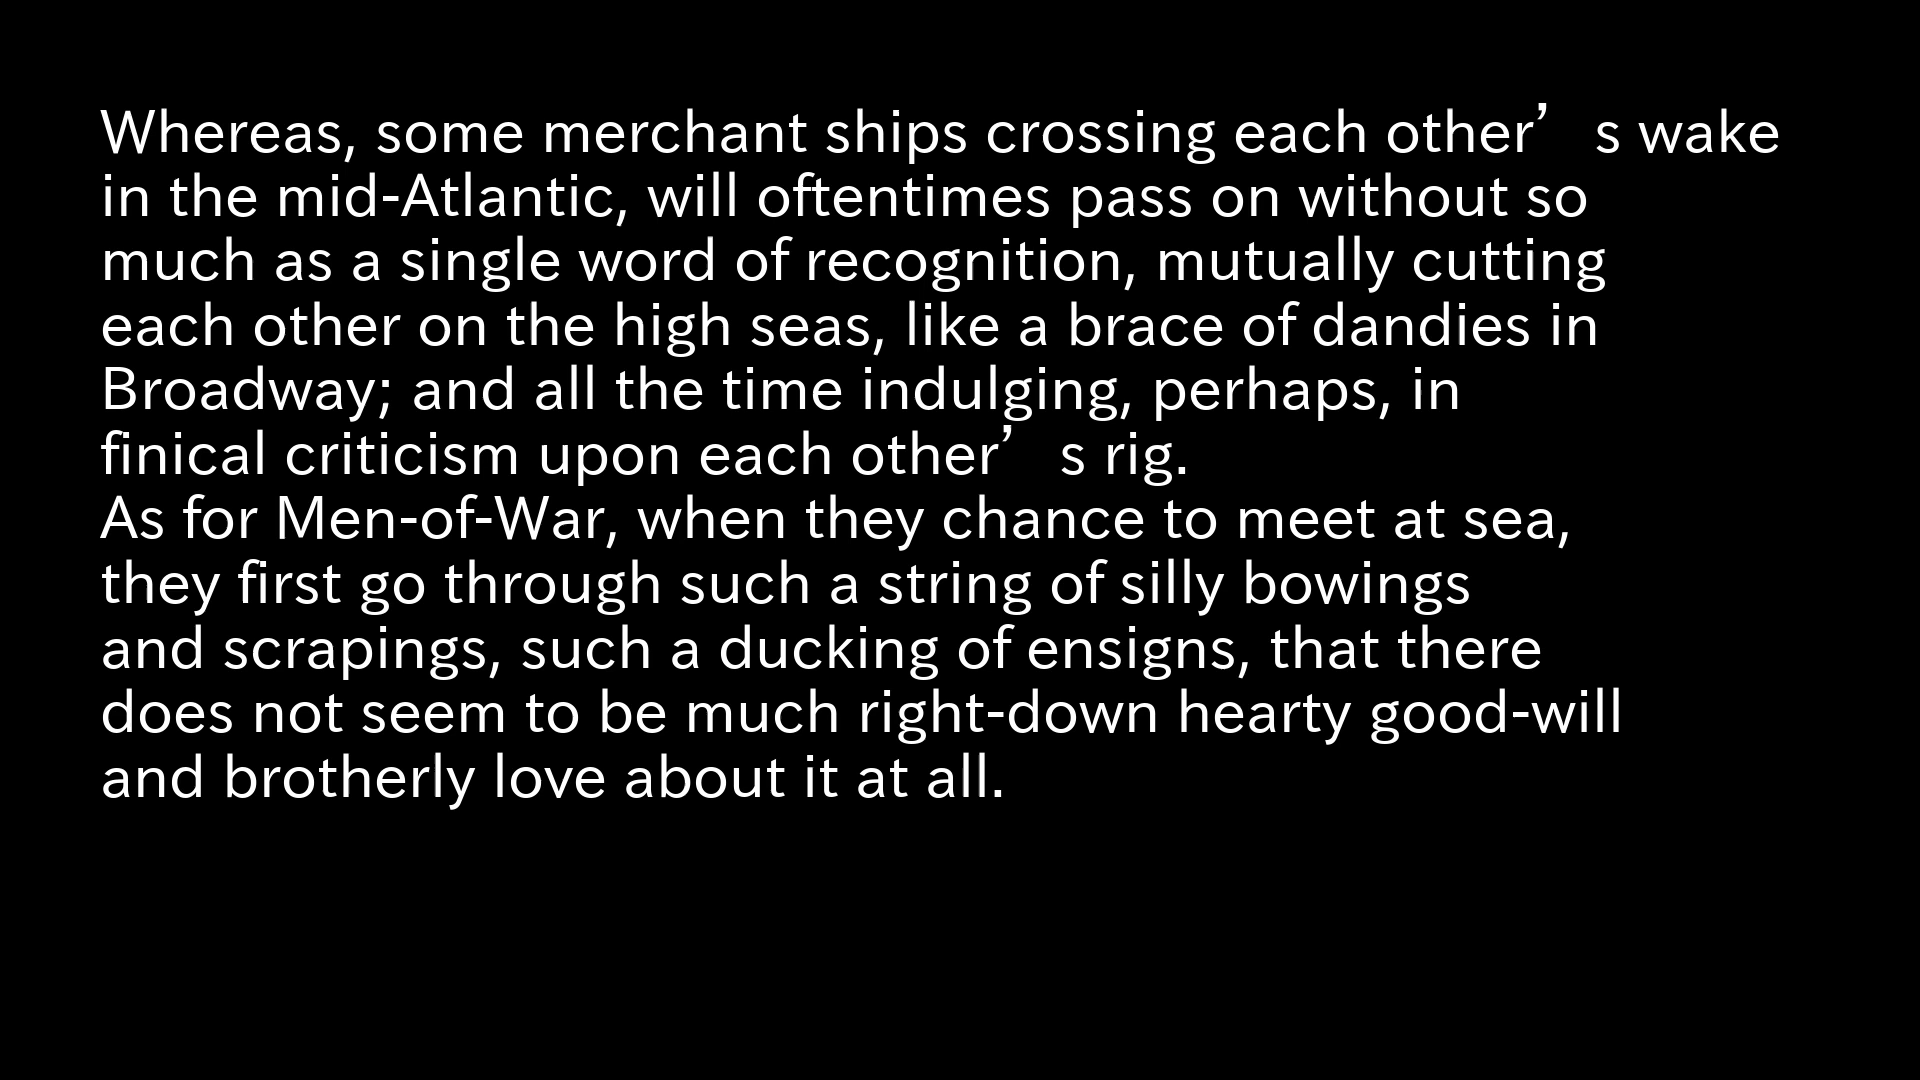 Whereas, some merchant ships crossing each other’s wake
in the mid-Atlantic, will oftentimes pass on without so
much as a single word of recognition, mutually cutting
each other on the high seas, like a brace of dandies in
Broadway; and all the time indulging, perhaps, in
finical criticism upon each other’s rig.
As for Men-of-War, when they chance to meet at sea,
they first go through such a string of silly bowings
and scrapings, such a ducking of ensigns, that there
does not seem to be much right-down hearty good-will
and brotherly love about it at all.